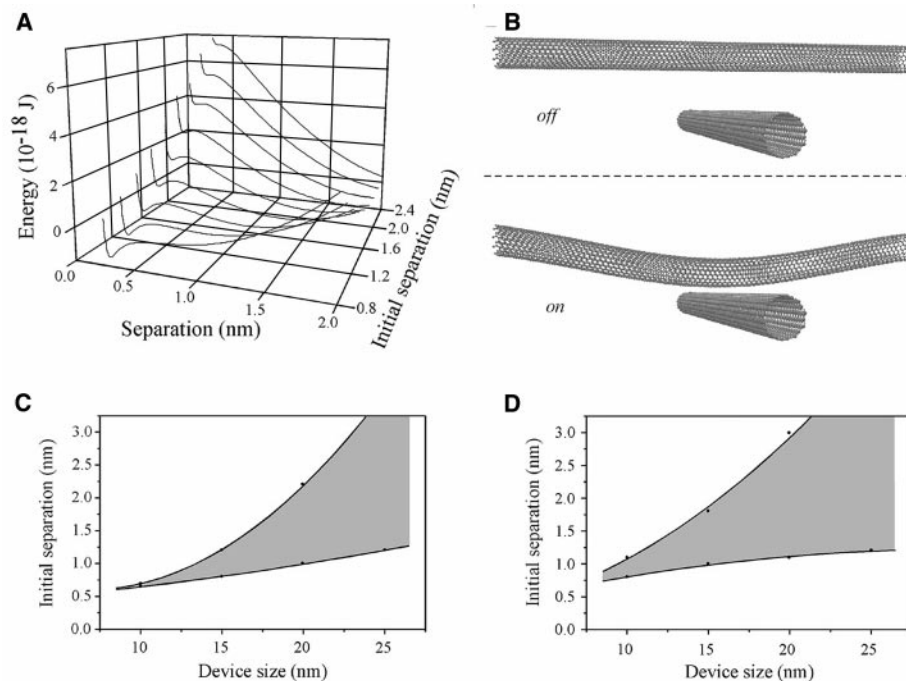 A
Energy (10-18 J)
6
4
2
0
0.0
0.5
1.0
1.5
2.0
Separation (nm)
2.4
2.0
1.6
1.2
0.8
Initial separation (nm)
B
off
on
C
Initial separation (nm)
3.0
2.5
2.0
1.5
1.0
0.5
0.0
10 15 20 25
Device size (nm)
D
Initial separation (nm)
3.0
2.5
2.0
1.5
1.0
0.5
0.0
10 15 20 25
Device size (nm)